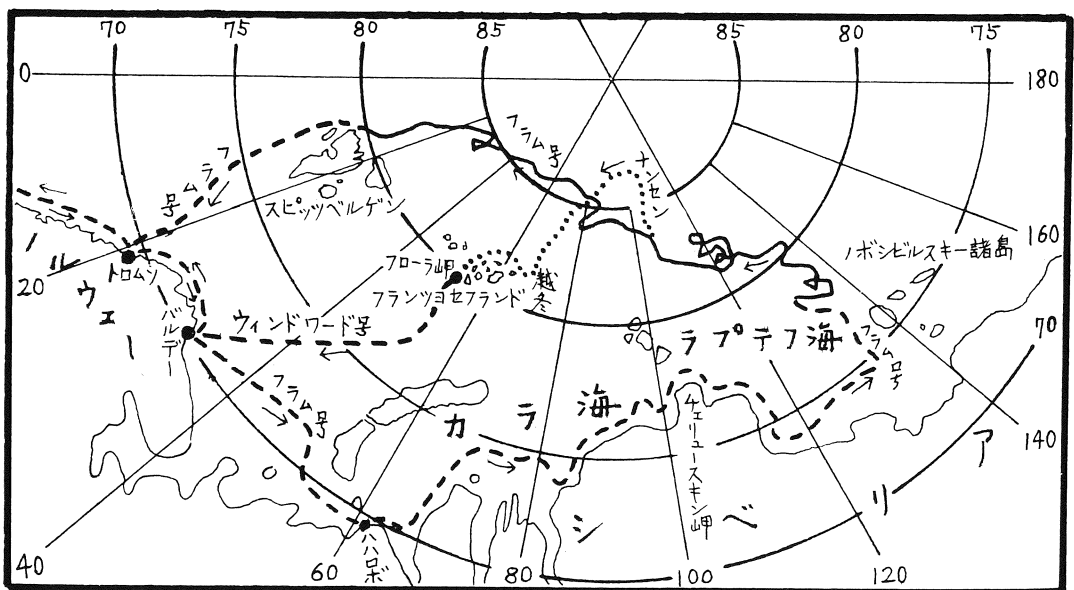 70
75
80
85
85
80
75
0
180
フラム号
フラム号
ナンセン
スピッツベルゲン
ノボシビルスキー諸島
160
ノルウェー
トロムソ
20
フローラ岬
フランツヨセフランド
越冬
バルデー
ウィンドワード号
ラプテフ海
フラム号
70
フラム号
カラ海
チェリュースキン岬
140
シベリア
ハバロボ
40
60
80
100
120